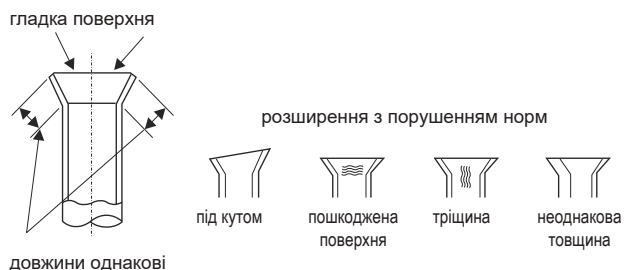 гладка поверхня
розширення з порушенням норм
під кутом
пошкоджена
поверхня
тріщина
неоднакова
товщина
довжини однакові